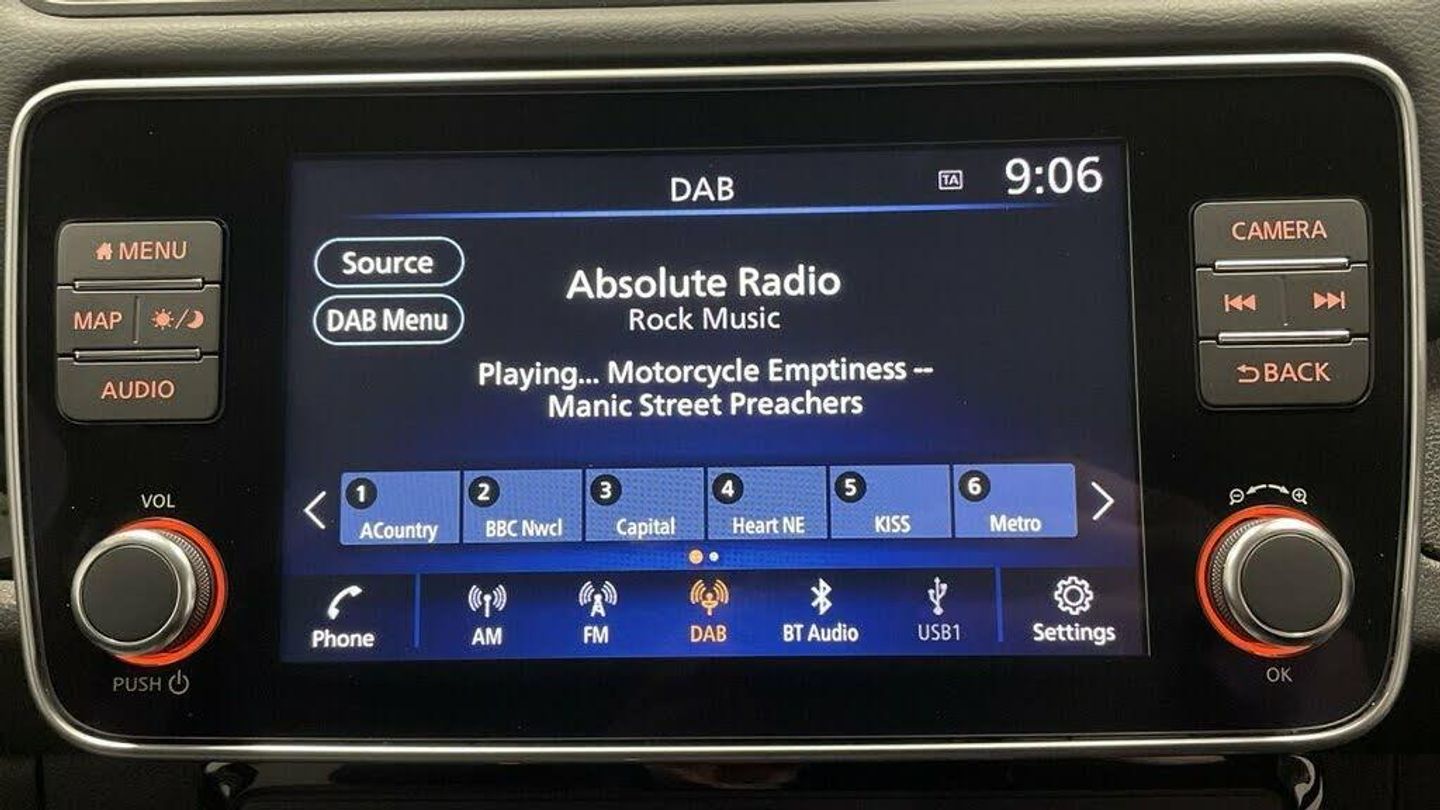 DAB
TA
9:06
MENU
MAP
AUDIO
VOL
PUSH
Source
DAB Menu
Absolute Radio
Rock Music
Playing... Motorcycle Emptiness --
Manic Street Preachers
1 ACountry
2 BBC Nwcl
3 Capital
4 Heart NE
5 KISS
6 Metro
Phone
AM
FM
DAB
BT Audio
USB1
Settings
CAMERA
BACK
OK